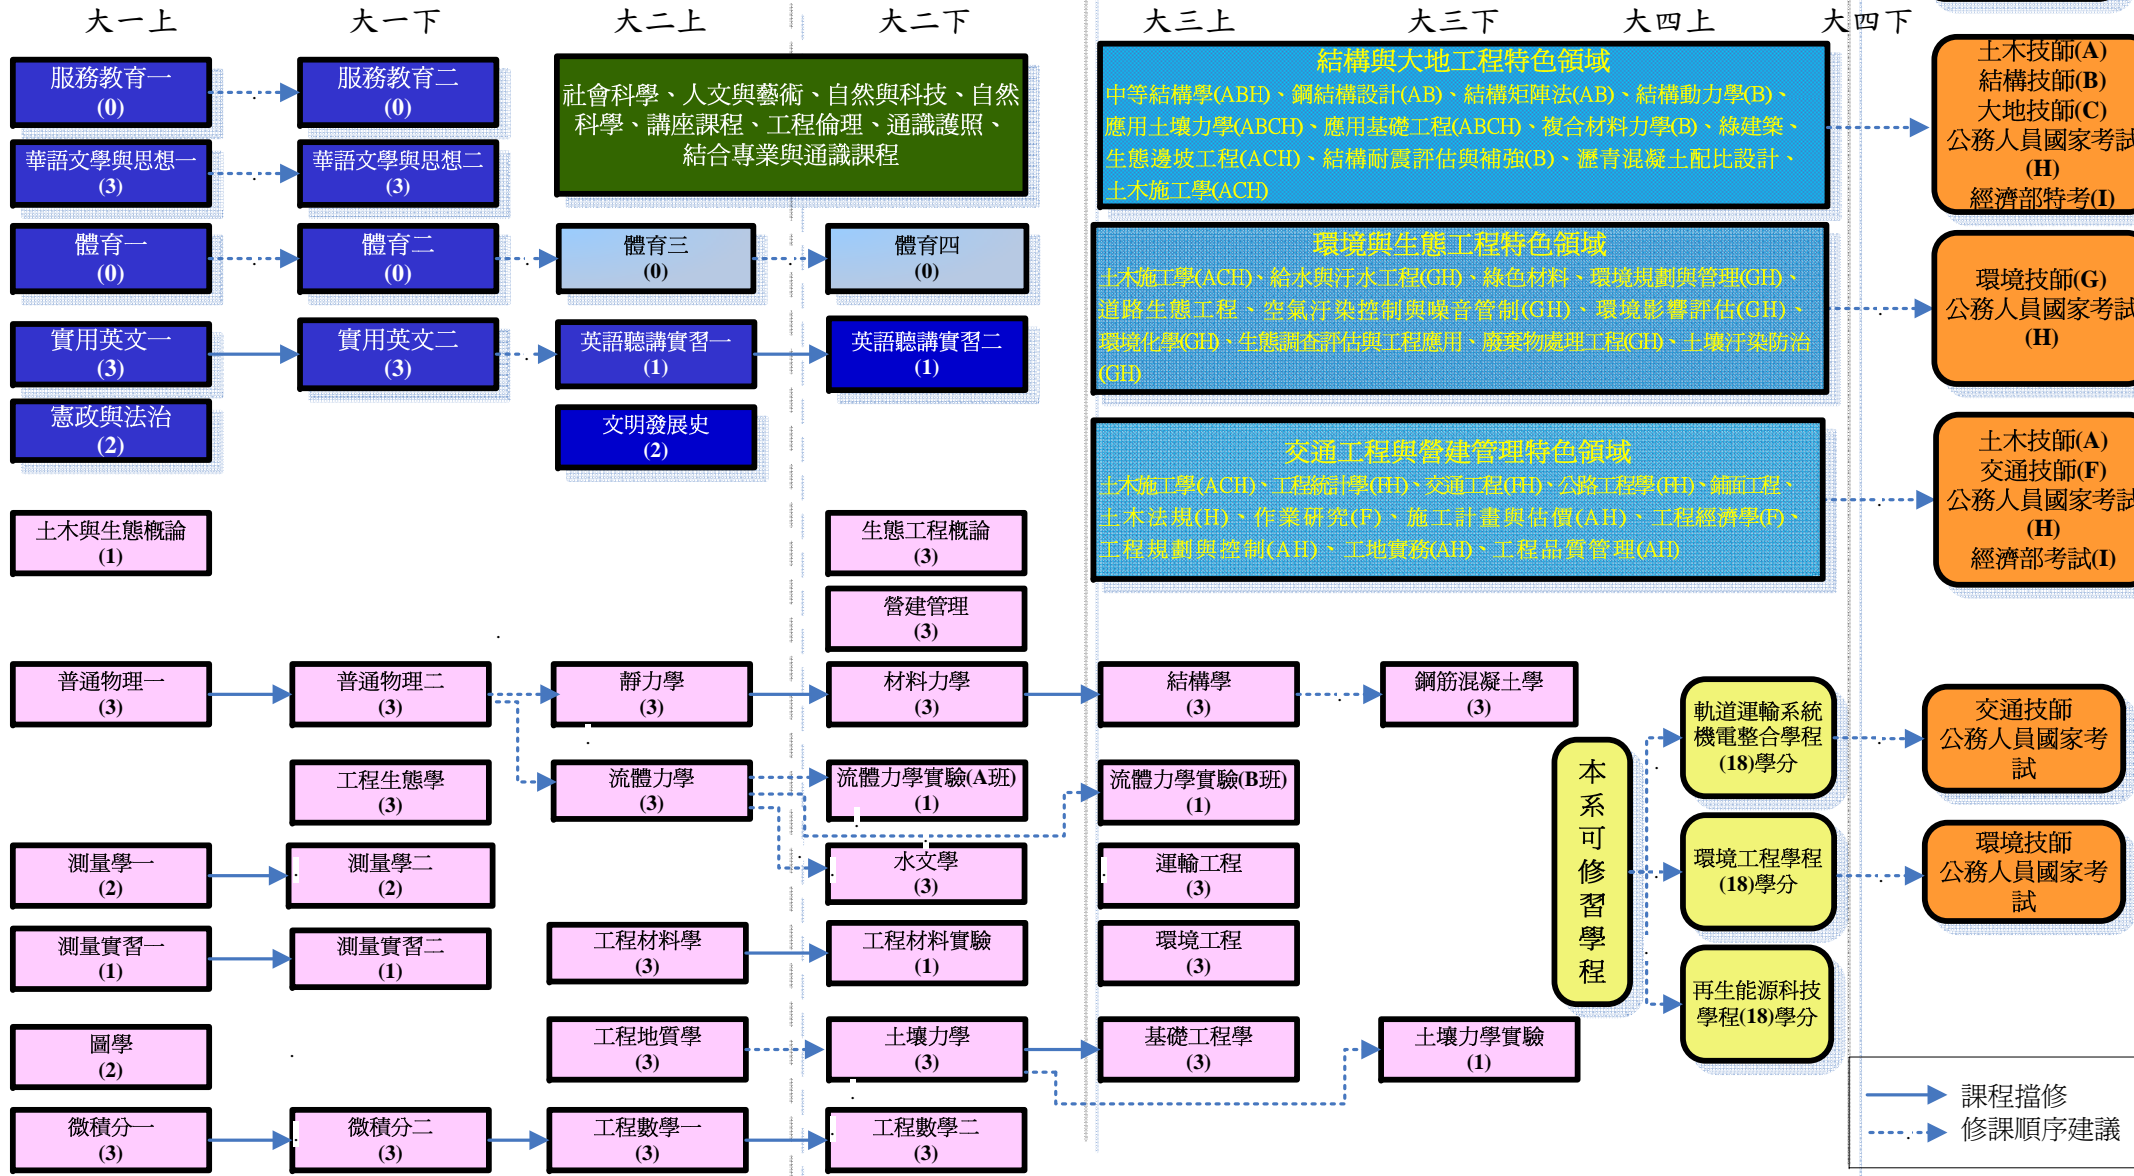 大一上
大一下
大二上
大二下
大三上
大三下
大四上
大四下
服務教育一
(0)
服務教育二
(0)
華語文學與思想一
(3)
華語文學與思想二
(3)
社會科學、人文與藝術、自然與科技、自然
科學、講座課程、工程倫理、通識護照、
結合專業與通識課程
體育一
(0)
體育二
(0)
體育三
(0)
體育四
(0)
實用英文一
(3)
實用英文二
(3)
英語聽講實習一
(1)
英語聽講實習二
(1)
憲政與法治
(2)
文明發展史
(2)
結構與大地工程特色領域
中等結構學(ABH)、鋼結構設計(AB)、結構矩陣法(AB)、結構動力學(B)、
應用土壤力學(ABCH)、應用基礎工程(ABCH)、複合材料力學(B)、綠建築、
生態邊坡工程(ACH)、結構耐震評估與補強(B)、瀝青混凝土配比設計、
土木施工學(ACH)
土木技師(A)
結構技師(B)
大地技師(C)
公務人員國家考試
(H)
經濟部特考(I)
環境與生態工程特色領域
土木施工學(ACH)、給水與汙水工程(GH)、綠色材料、環境規劃與管理(GH)、
道路生態工程、空氣汙染控制與噪音管制(GH)、環境影響評估(GH)、
環境化學(GH)、生態調查評估與工程應用、廢棄物處理工程(GH)、土壤汙染防治
(GH)
環境技師(G)
公務人員國家考試
(H)
交通工程與營建管理特色領域
土木施工學(ACH)、工程統計學(FH)、交通工程(FH)、公路工程學(FH)、鋪面工程、
土木法規(H)、作業研究(F)、施工計畫與估價(AH)、工程經濟學(F)、
工程規劃與控制(AH)、工地實務(AH)、工程品質管理(AH)
土木技師(A)
交通技師(F)
公務人員國家考試
(H)
經濟部考試(I)
土木與生態概論
(1)
生態工程概論
(3)
營建管理
(3)
普通物理一
(3)
普通物理二
(3)
靜力學
(3)
材料力學
(3)
結構學
(3)
鋼筋混凝土學
(3)
工程生態學
(3)
流體力學
(3)
流體力學實驗(A班)
(1)
流體力學實驗(B班)
(1)
測量學一
(2)
測量學二
(2)
水文學
(3)
運輸工程
(3)
測量實習一
(1)
測量實習二
(1)
工程材料學
(3)
工程材料實驗
(1)
環境工程
(3)
圖學
(2)
工程地質學
(3)
土壤力學
(3)
基礎工程學
(3)
土壤力學實驗
(1)
微積分一
(3)
微積分二
(3)
工程數學一
(3)
工程數學二
(3)
本
系
可
修
習
學
程
軌道運輸系統
機電整合學程
(18)學分
環境工程學程
(18)學分
再生能源科技
學程(18)學分
交通技師
公務人員國家考
試
環境技師
公務人員國家考
試
課程擋修
修課順序建議